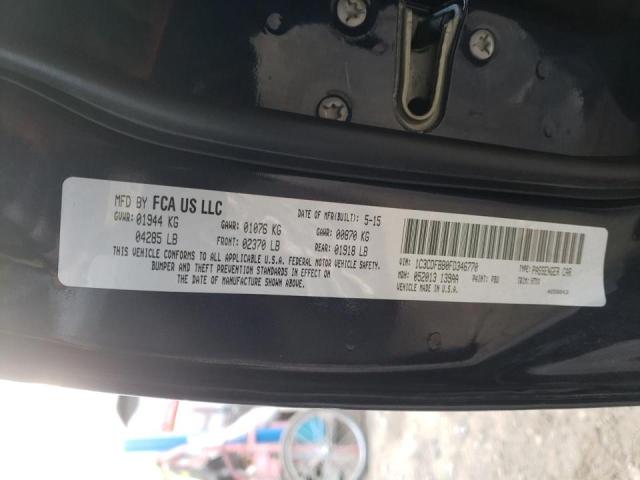 MFD BY FCA US LLC
DATE OF MFR(BUILT): 5-15
GVWR: 01944 KG
GAWR: 01076 KG
GAWR: 00870 KG
04285 LB
FRONT: 02370 LB
REAR: 01918 LB
THIS VEHICLE CONFORMS TO ALL APPLICABLE U.S.A. FEDERAL MOTOR VEHICLE SAFETY,
BUMPER AND THEFT PREVENTION STANDARDS IN EFFECT ON THE
DATE OF MANUFACTURE SHOWN ABOVE.
VIN: 1C3CDFBB0FD346770
TYPE: PASSENGER CAR
MDH: 052013 139AA
PAINT: PBU
TRIM:
VEHICLE MADE IN U.S.A.